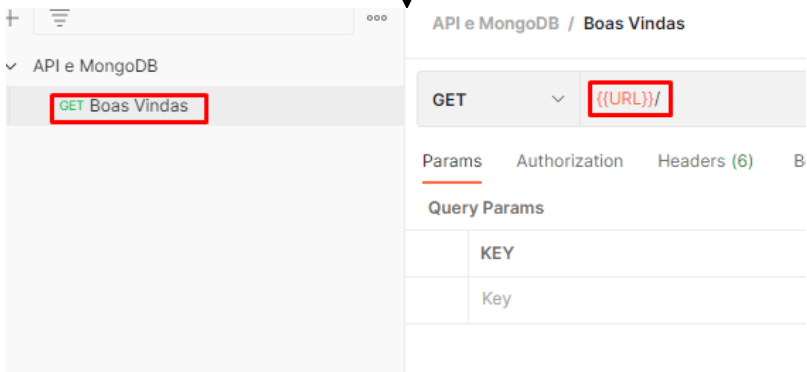 API e MongoDB
GET Boas Vindas
API e MongoDB / Boas Vindas
GET {{URL}}/
Params Authorization Headers (6)
Query Params
KEY
Key